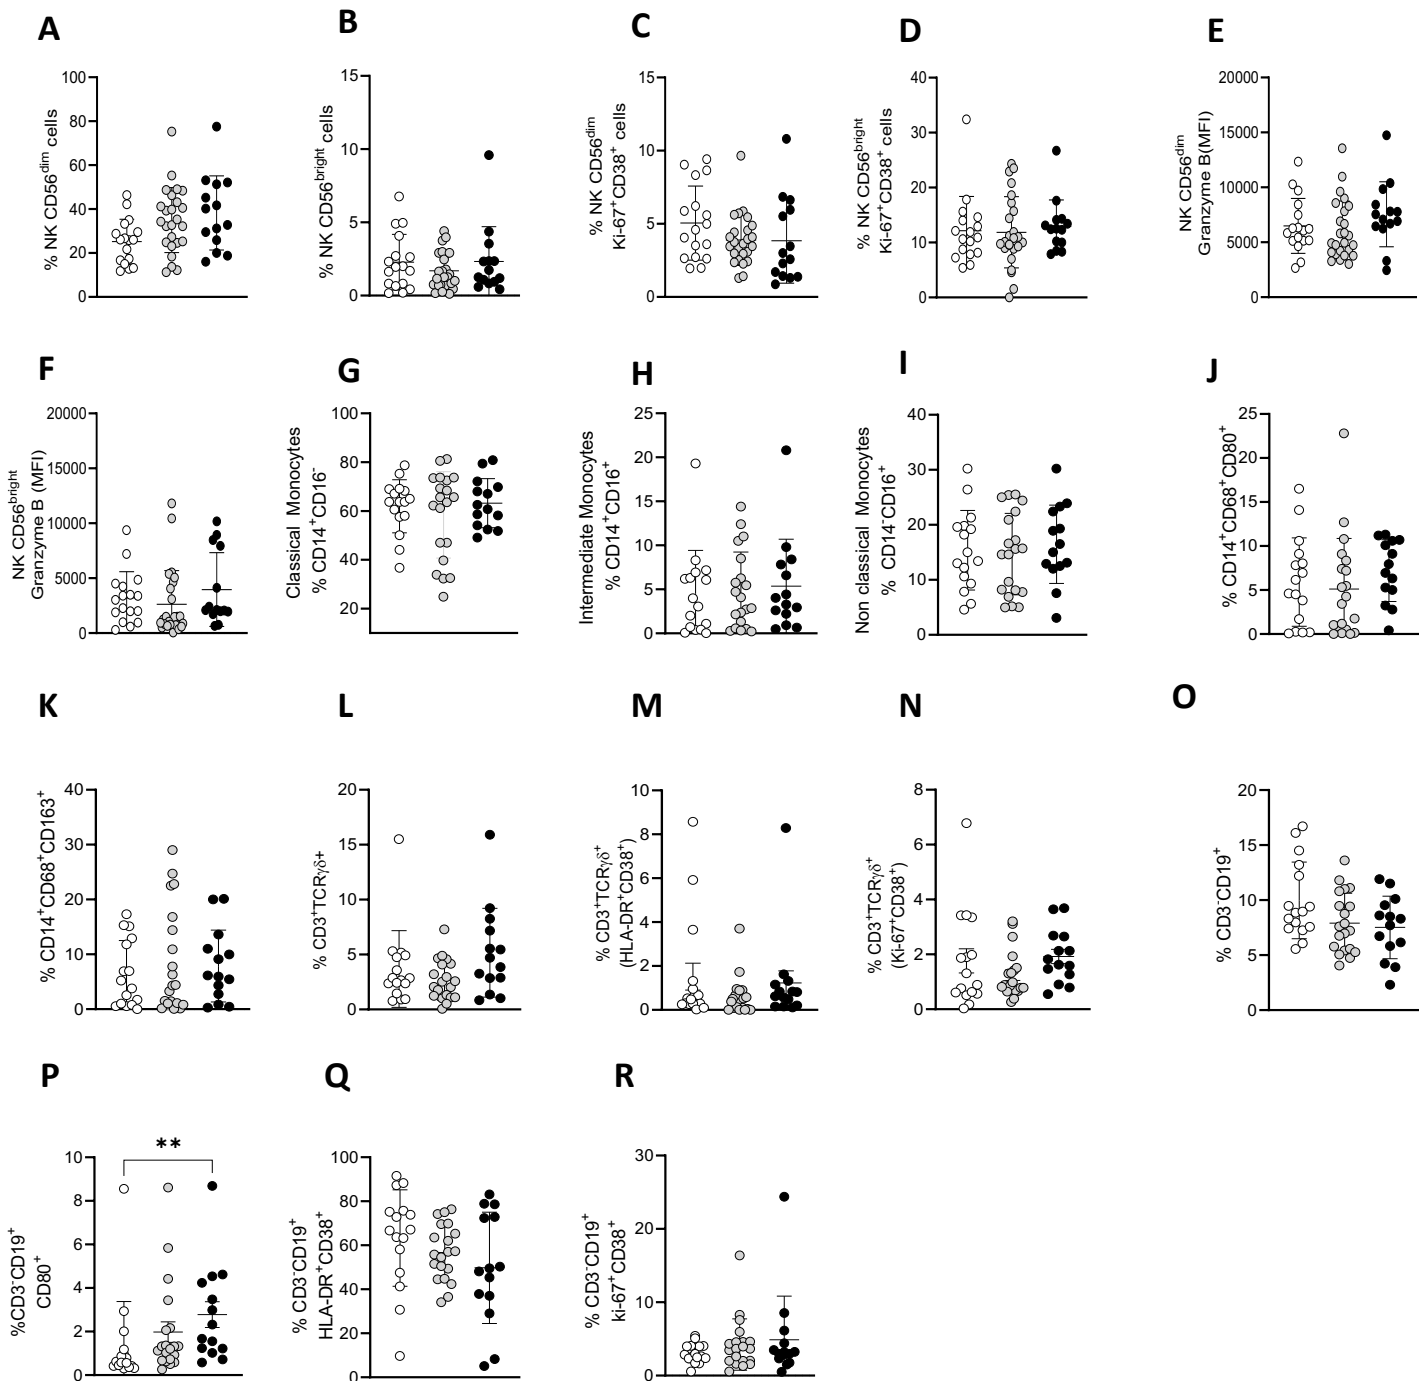 A
B
C
D
E
% NK CD56dim cells
100
80
60
40
20
0
% NK CD56bright cells
15
10
5
0
% NK CD56dim
Ki-67+CD38+ cells
15
10
5
0
% NK CD56bright
Ki-67+CD38+ cells
40
30
20
10
0
NK CD56dim
Granzyme B(MFI)
20000
15000
10000
5000
0
F
G
H
I
J
NK CD56bright
Granzyme B (MFI)
20000
15000
10000
5000
0
Classical Monocytes
% CD14+CD16-
100
80
60
40
20
Intermediate Monocytes
% CD14+CD16+
25
20
15
10
5
0
Non classical Monocytes
% CD14-CD16+
40
30
20
10
0
% CD14+CD68+CD80+
25
20
15
10
5
0
K
L
M
N
O
% CD14+CD68+CD163+
40
30
20
10
0
% CD3+TCRγδ+
20
15
10
5
0
% CD3+TCRγδ+
(HLA-DR+CD38+)
10
8
6
4
2
0
% CD3+TCRγδ+
(Ki-67+CD38+)
8
6
4
2
0
% CD3-CD19+
20
15
10
5
0
P
Q
R
%CD3-CD19+
CD80+
10
8
6
4
2
0
**
% CD3-CD19+
HLA-DR+CD38+
100
80
60
40
20
0
% CD3-CD19+
ki-67+CD38+
30
20
10
0